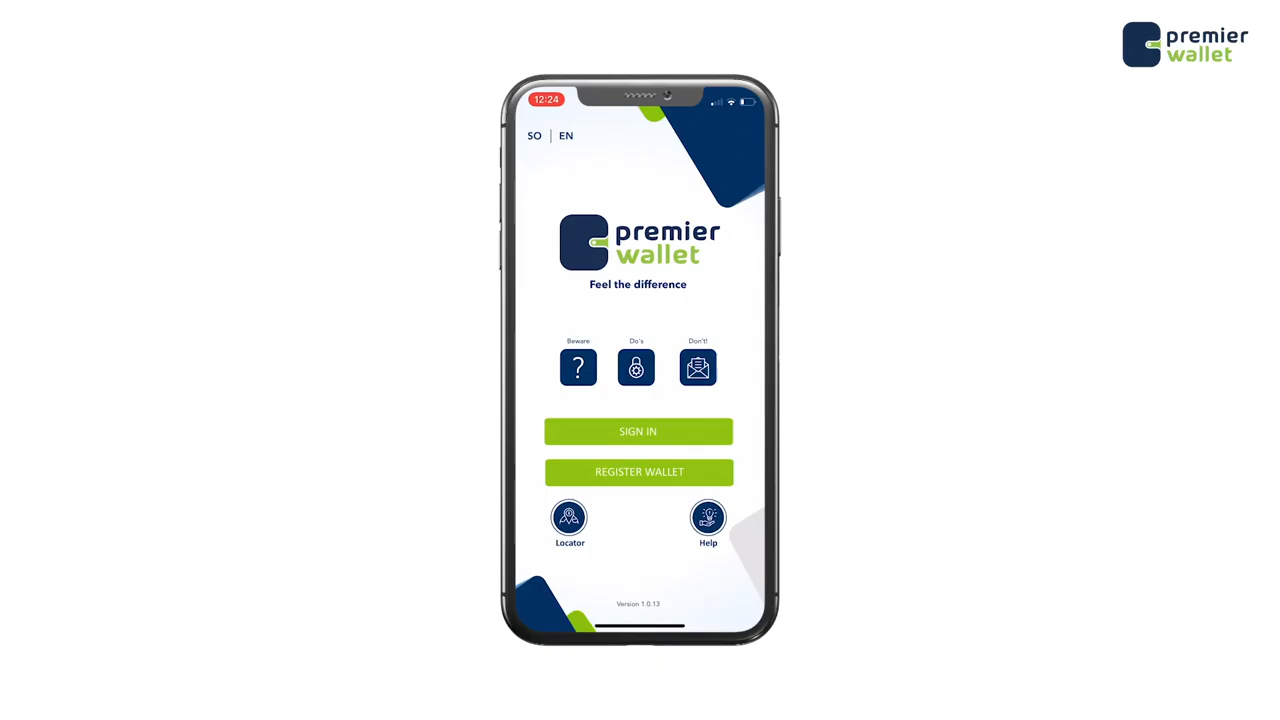 premier
wallet
12:24
SO | EN
premier
wallet
Feel the difference
Beware
Do's
Don't!
?
SIGN IN
REGISTER WALLET
Locator
Help
Version 1.0.13